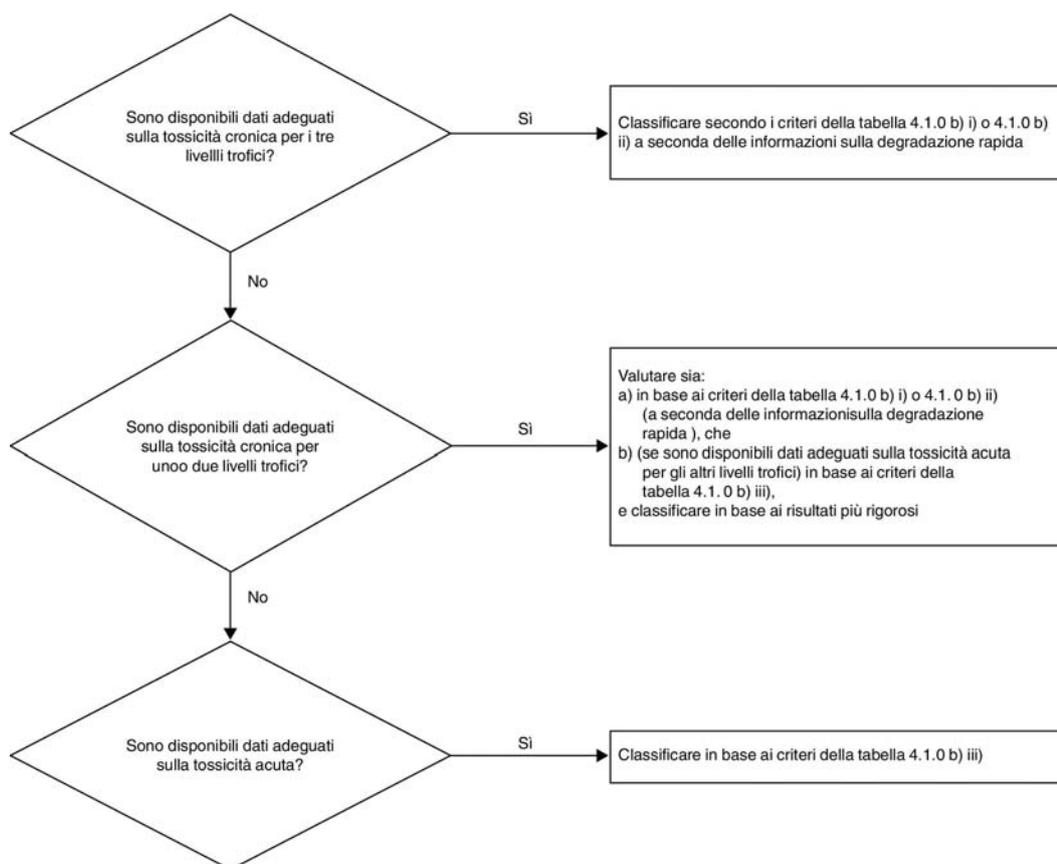 Sono disponibili dati adeguati
sulla tossicità cronica per i tre
livellli trofici?
Sì
Classificare secondo i criteri della tabella 4.1.0 b) i) o 4.1.0 b)
ii) a seconda delle informazioni sulla degradazione rapida
No
Sono disponibili dati adeguati
sulla tossicità cronica per
unoo due livelli trofici?
Sì
Valutare sia:
a) in base ai criteri della tabella 4.1.0 b) i) o 4.1. 0 b) ii)
(a seconda delle informazionisulla degradazione
rapida ), che
b) (se sono disponibili dati adeguati sulla tossicità acuta
per gli altri livelli trofici) in base ai criteri della
tabella 4.1. 0 b) iii),
e classificare in base ai risultati più rigorosi
No
Sono disponibili dati adeguati
sulla tossicità acuta?
Sì
Classificare in base ai criteri della tabella 4.1.0 b) iii)